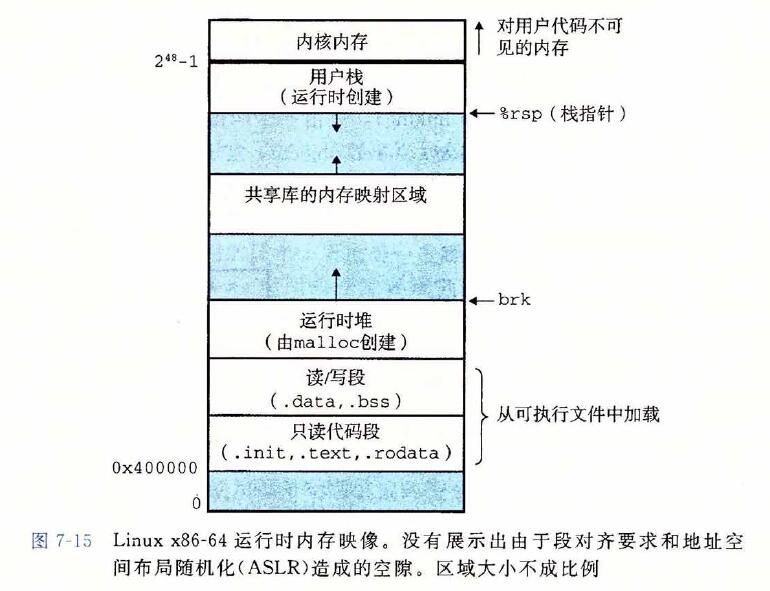 内核内存
对用户代码不可
见的内存
2⁴⁸-1
用户栈
(运行时创建)
%rsp (栈指针)
共享库的内存映射区域
brk
运行时堆
(由malloc创建)
读/写段
(.data,.bss)
从可执行文件中加载
只读代码段
(.init,.text,.rodata)
0x400000
0
图 7-15 Linux x86-64 运行时内存映像。没有展示出由于段对齐要求和地址空
间布局随机化(ASLR)造成的空隙。区域大小不成比例